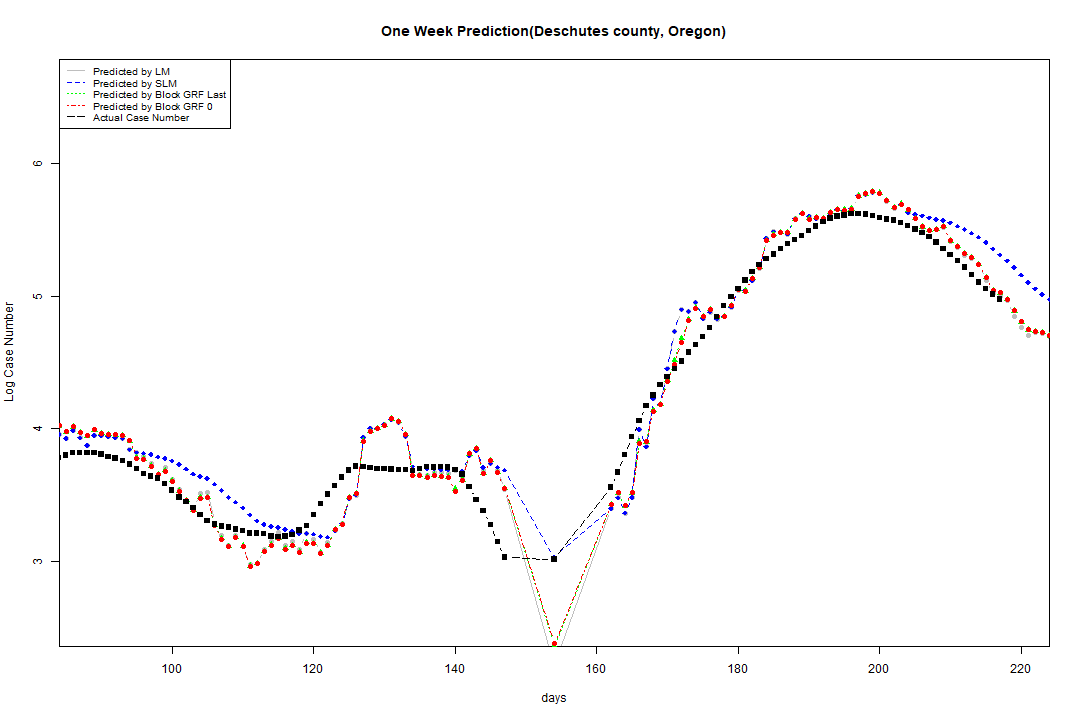 One Week Prediction(Deschutes county, Oregon)
Predicted by LM
Predicted by SLM
Predicted by Block GRF Last
Predicted by Block GRF 0
Actual Case Number
Log Case Number
6
5
4
3
100 120 140 160 180 200 220
days